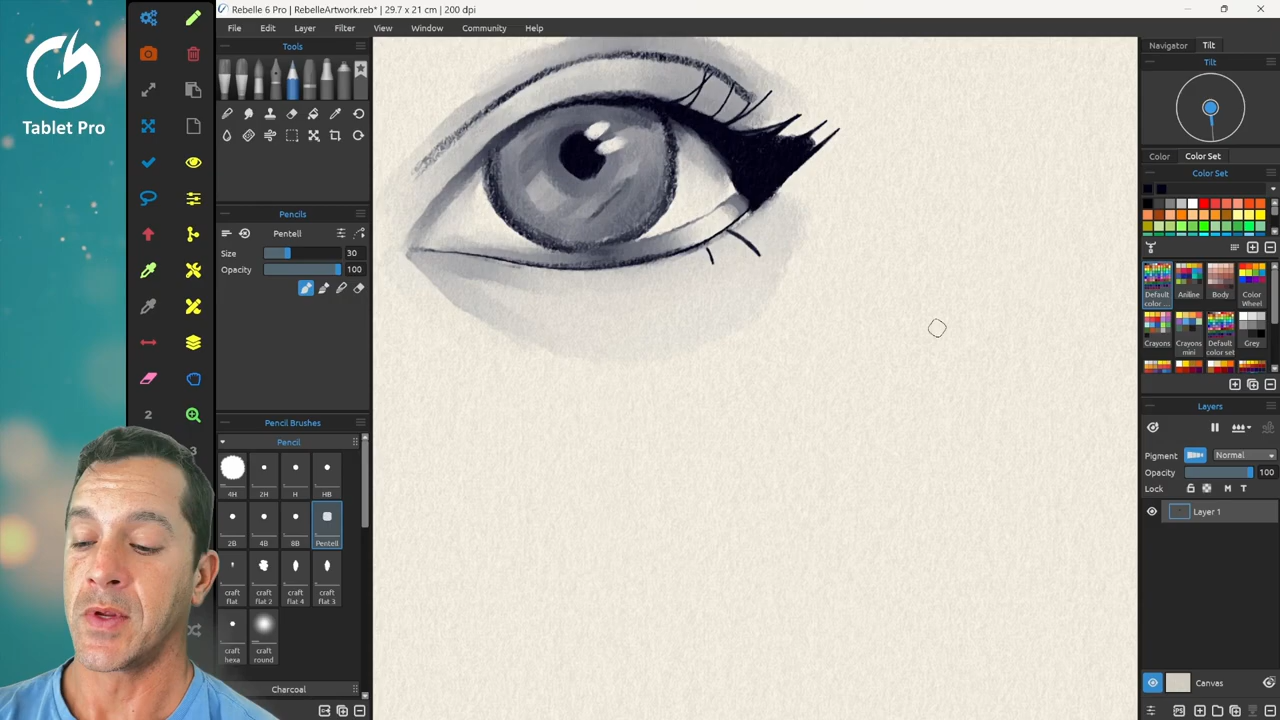 Tablet Pro
Rebelle 6 Pro | RebelleArtwork.reb* | 29.7 x 21 cm | 200 dpi
File Edit Layer Filter View Window Community Help
Tools
Pencils
Pentell
Size 30
Opacity 100
2
3
Pencil Brushes
Pencil
4H 2H H HB
2B 4B 8B Pentell
craft flat craft flat 2 craft flat 4 craft flat 3
craft hexa craft round
Charcoal
Navigator Tilt
Tilt
Color Color Set
Color Set
Default color ... Aniline Body Color Wheel
Crayons Crayons mini Default color set Grey
Layers
Pigment Normal
Opacity 100
Lock M T
Layer 1
Canvas